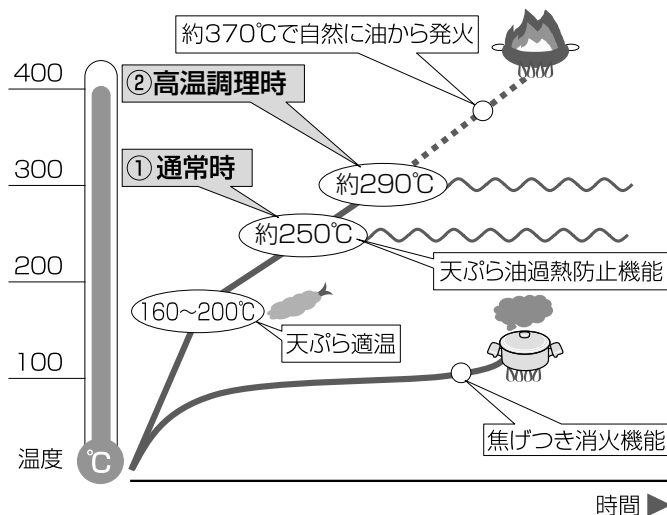 約370℃で自然に油から発火
400
②高温調理時
①通常時
300
約290℃
約250℃
200
天ぷら油過熱防止機能
160〜200℃
天ぷら適温
100
焦げつき消火機能
温度
℃
時間 ▶